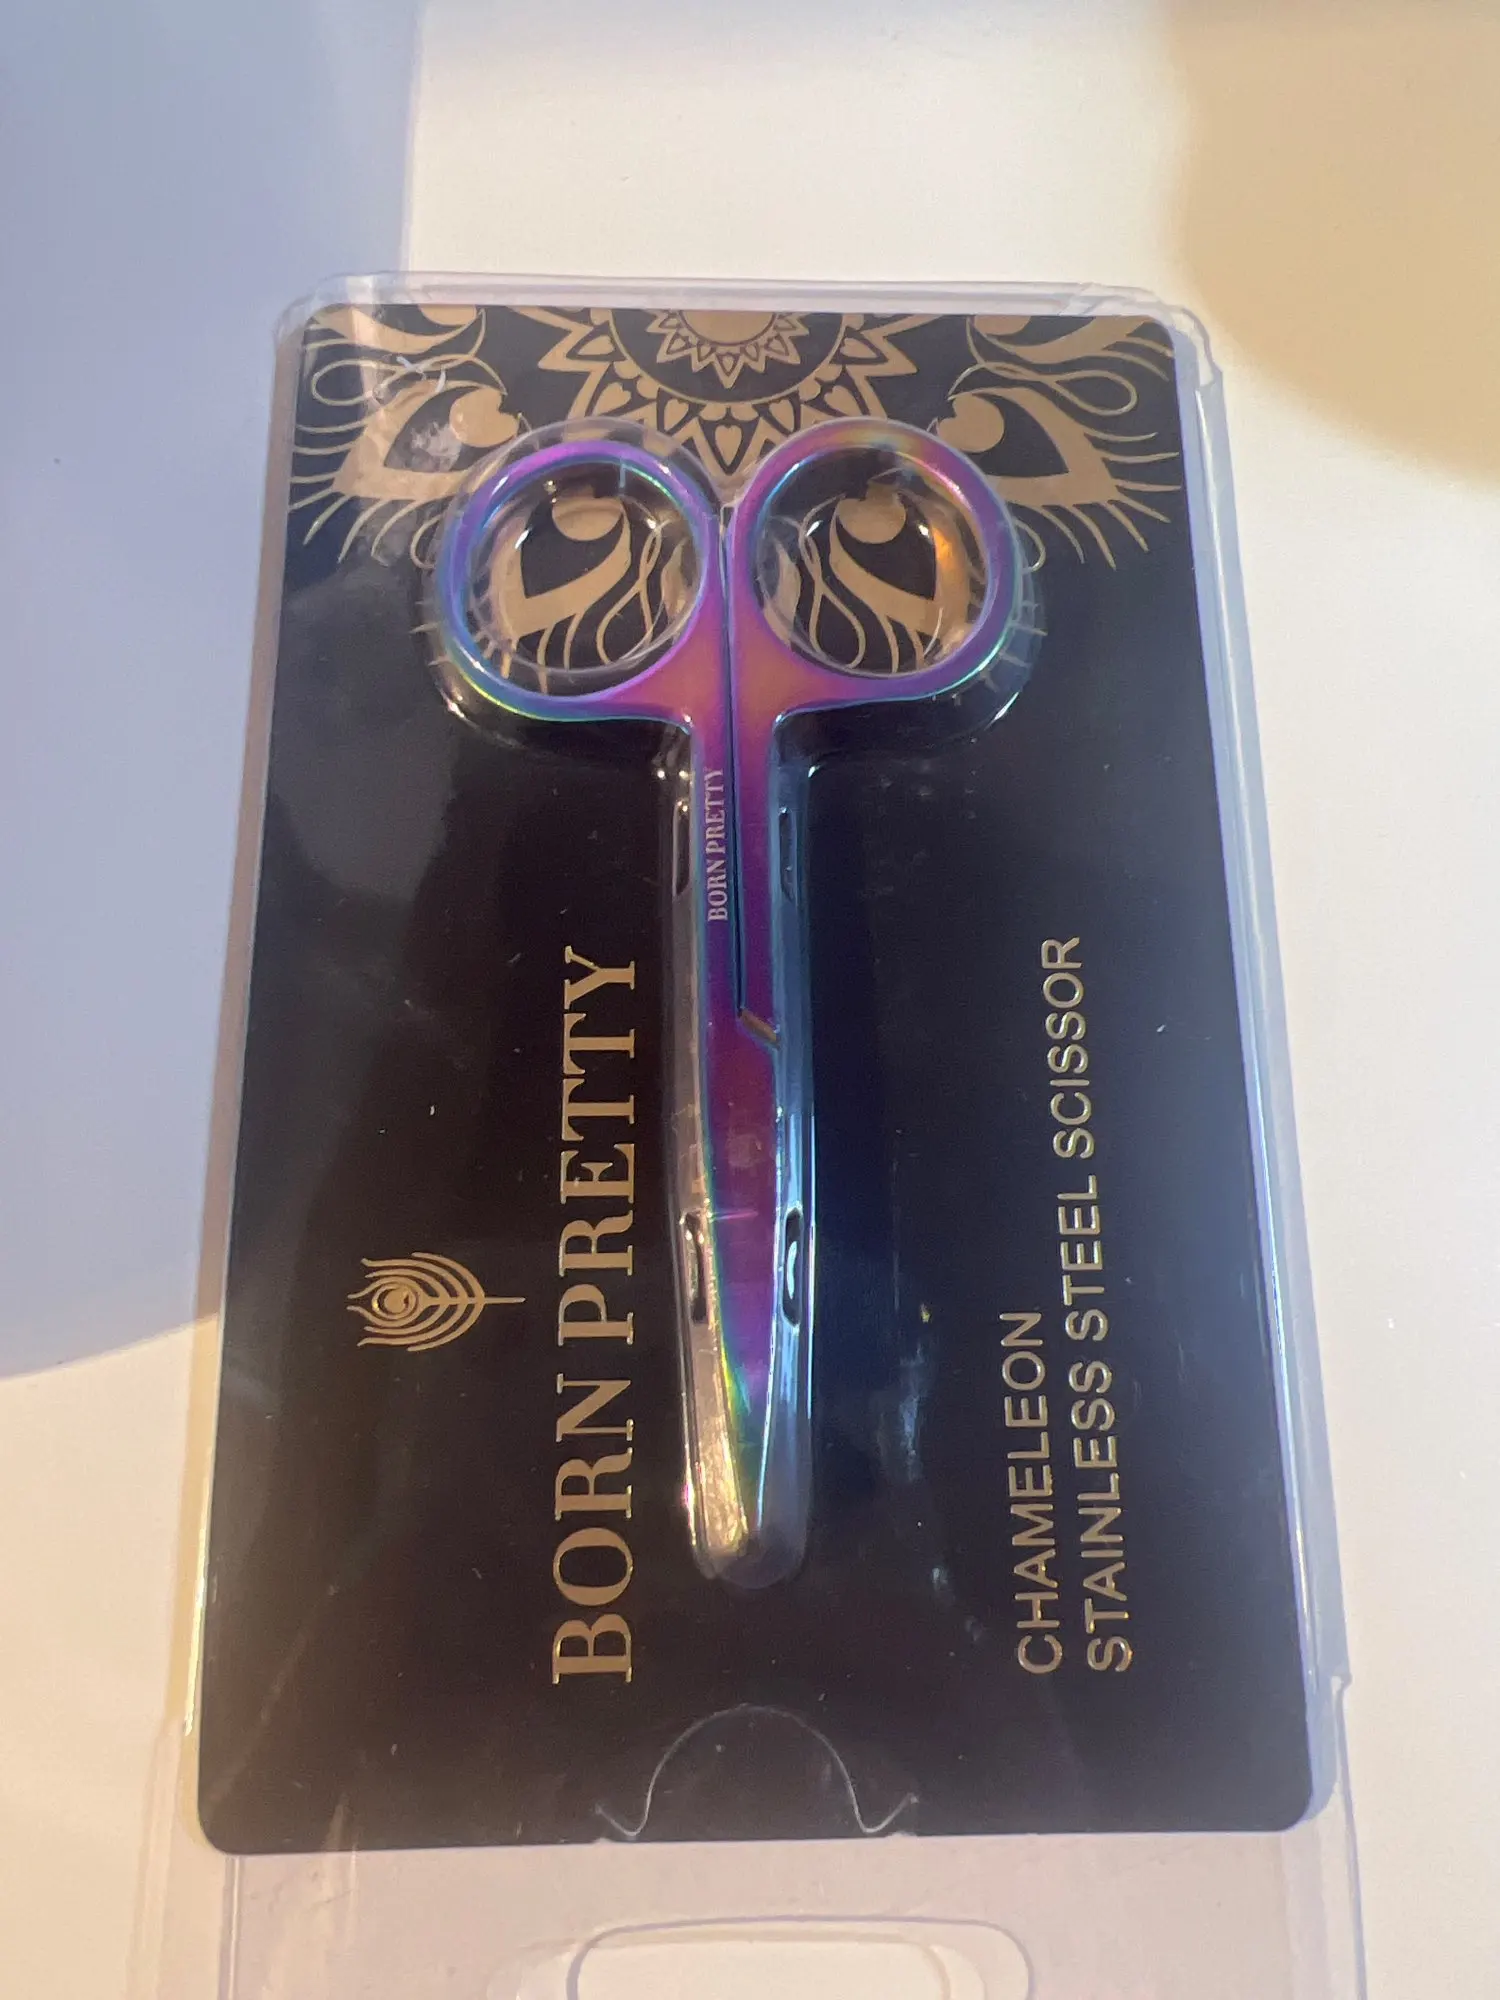 BORN PRETTY
BORN PRETTY
CHAMELEON
STAINLESS STEEL SCISSOR